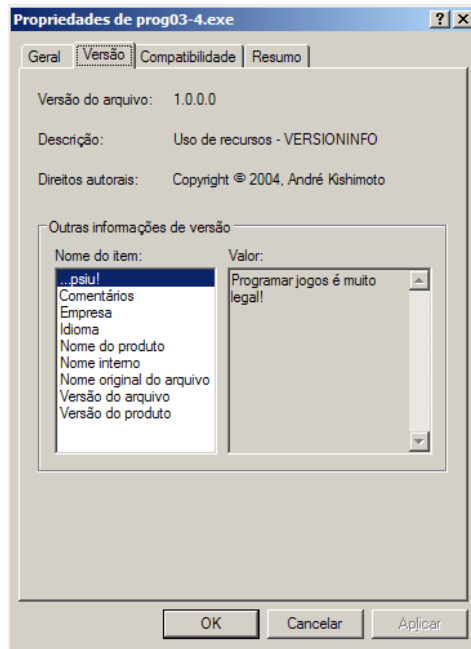 Propriedades de prog03-4.exe
Geral Versão Compatibilidade Resumo
Versão do arquivo: 1.0.0.0
Descrição: Uso de recursos - VERSIONINFO
Direitos autorais: Copyright © 2004, André Kishimoto
Outras informações de versão
Nome do item: Valor:
...psiu! Programar jogos é muito
Comentários legal!
Empresa
Idioma
Nome do produto
Nome interno
Nome original do arquivo
Versão do arquivo
Versão do produto
OK Cancelar Aplicar